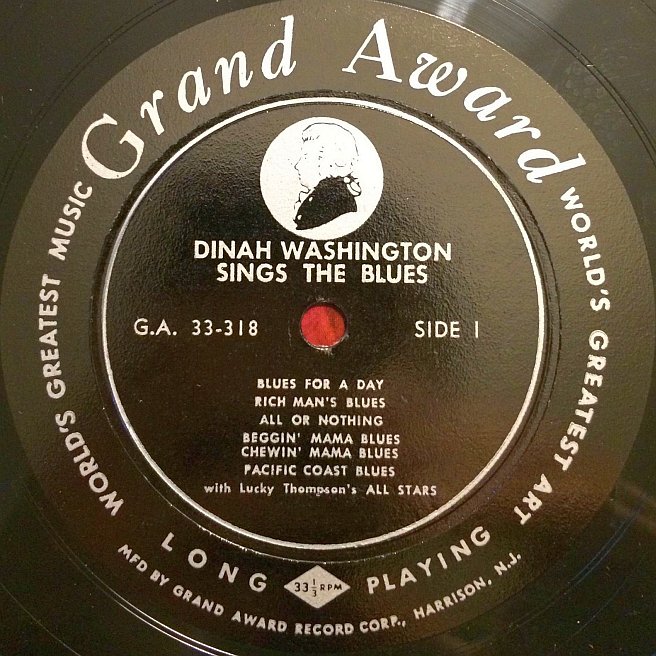 Grand Award
WORLD'S GREATEST MUSIC
WORLD'S GREATEST ART
DINAH WASHINGTON
SINGS THE BLUES
G.A. 33-318
SIDE 1
BLUES FOR A DAY
RICH MAN'S BLUES
ALL OR NOTHING
BEGGIN' MAMA BLUES
CHEWIN' MAMA BLUES
PACIFIC COAST BLUES
with Lucky Thompson's ALL STARS
LONG PLAYING
33 1/3 RPM
MFD BY GRAND AWARD RECORD CORP., HARRISON, N.J.